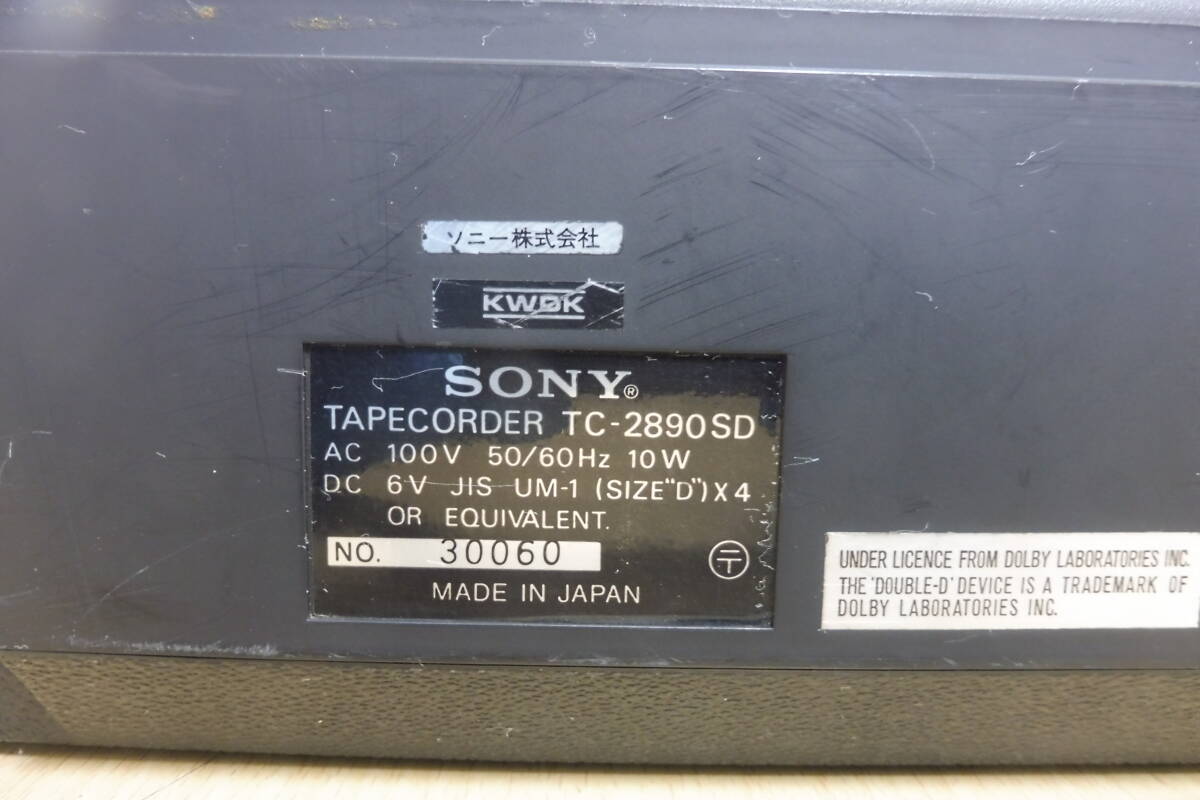 ソニー株式会社
KWDK
SONY®
TAPECORDER TC-2890SD
AC 100V 50/60Hz 10W
DC 6V JIS UM-1 (SIZE"D")X4
OR EQUIVALENT.
NO. 30060
〒
MADE IN JAPAN
UNDER LICENCE FROM DOLBY LABORATORIES INC.
THE 'DOUBLE-D' DEVICE IS A TRADEMARK OF
DOLBY LABORATORIES INC.